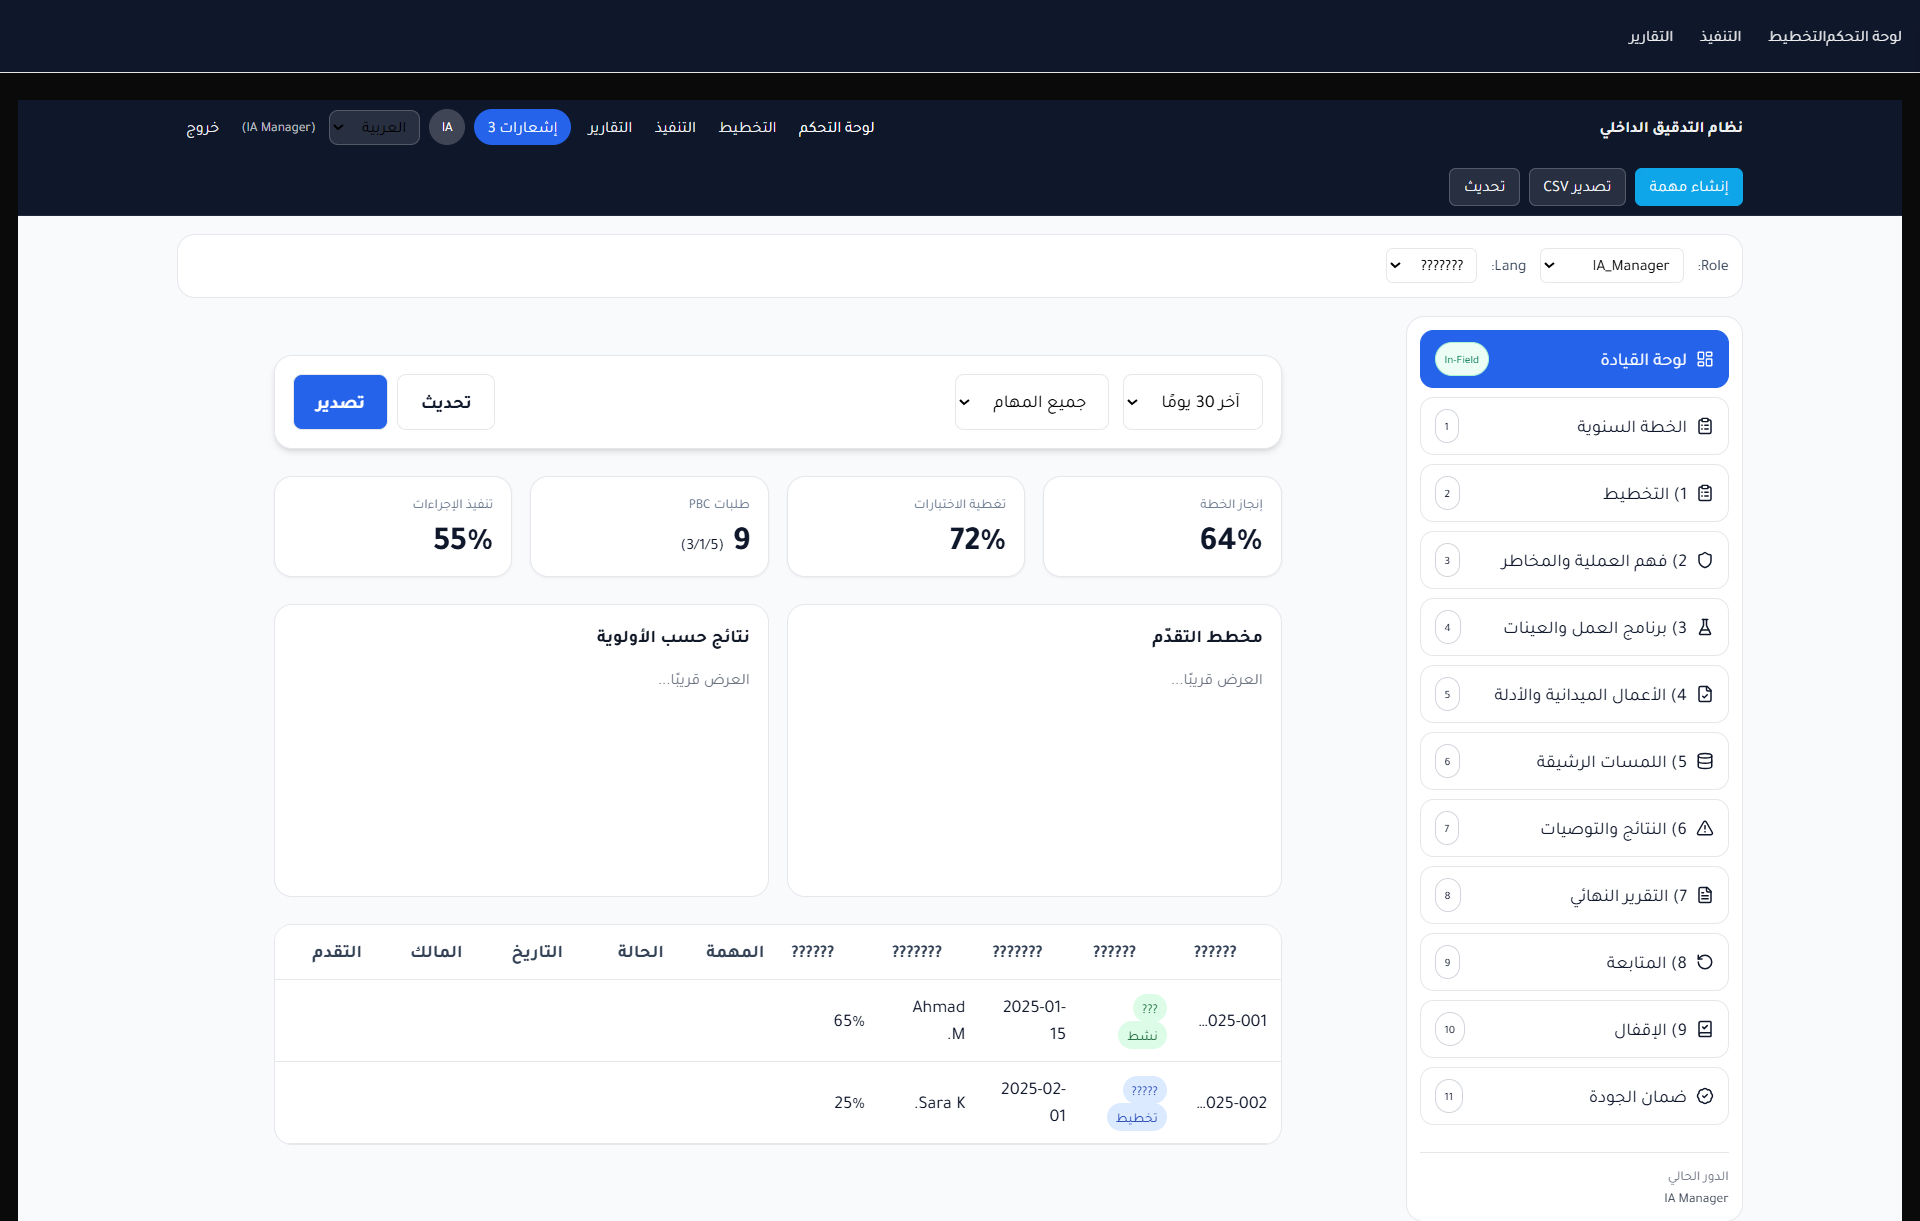 لوحة التحكم التخطيط التنفيذ التقارير
نظام التدقيق الداخلي
لوحة التحكم التخطيط التنفيذ التقارير إشعارات 3 IA العربية (IA Manager) خروج
إنشاء مهمة تصدير CSV تحديث
Role: IA_Manager Lang: ???????
لوحة القيادة In-Field
الخطة السنوية 1
1) التخطيط 2
2) فهم العملية والمخاطر 3
3) برنامج العمل والعينات 4
4) الأعمال الميدانية والأدلة 5
5) اللمسات الرشيقة 6
6) النتائج والتوصيات 7
7) التقرير النهائي 8
8) المتابعة 9
9) الإقفال 10
ضمان الجودة 11
الدور الحالي
IA Manager
آخر 30 يومًا جميع المهام تحديث تصدير
إنجاز الخطة
64%
تغطية الاختبارات
72%
طلبات PBC
9 (3/1/5)
تنفيذ الإجراءات
55%
مخطط التقدّم
العرض قريبًا...
نتائج حسب الأولوية
العرض قريبًا...
?????? ?????? ??????? ??????? ?????? المهمة الحالة التاريخ المالك التقدم
...025-001 ??? نشط 2025-01-15 Ahmad M. 65%
...025-002 ????? تخطيط 2025-02-01 Sara K. 25%